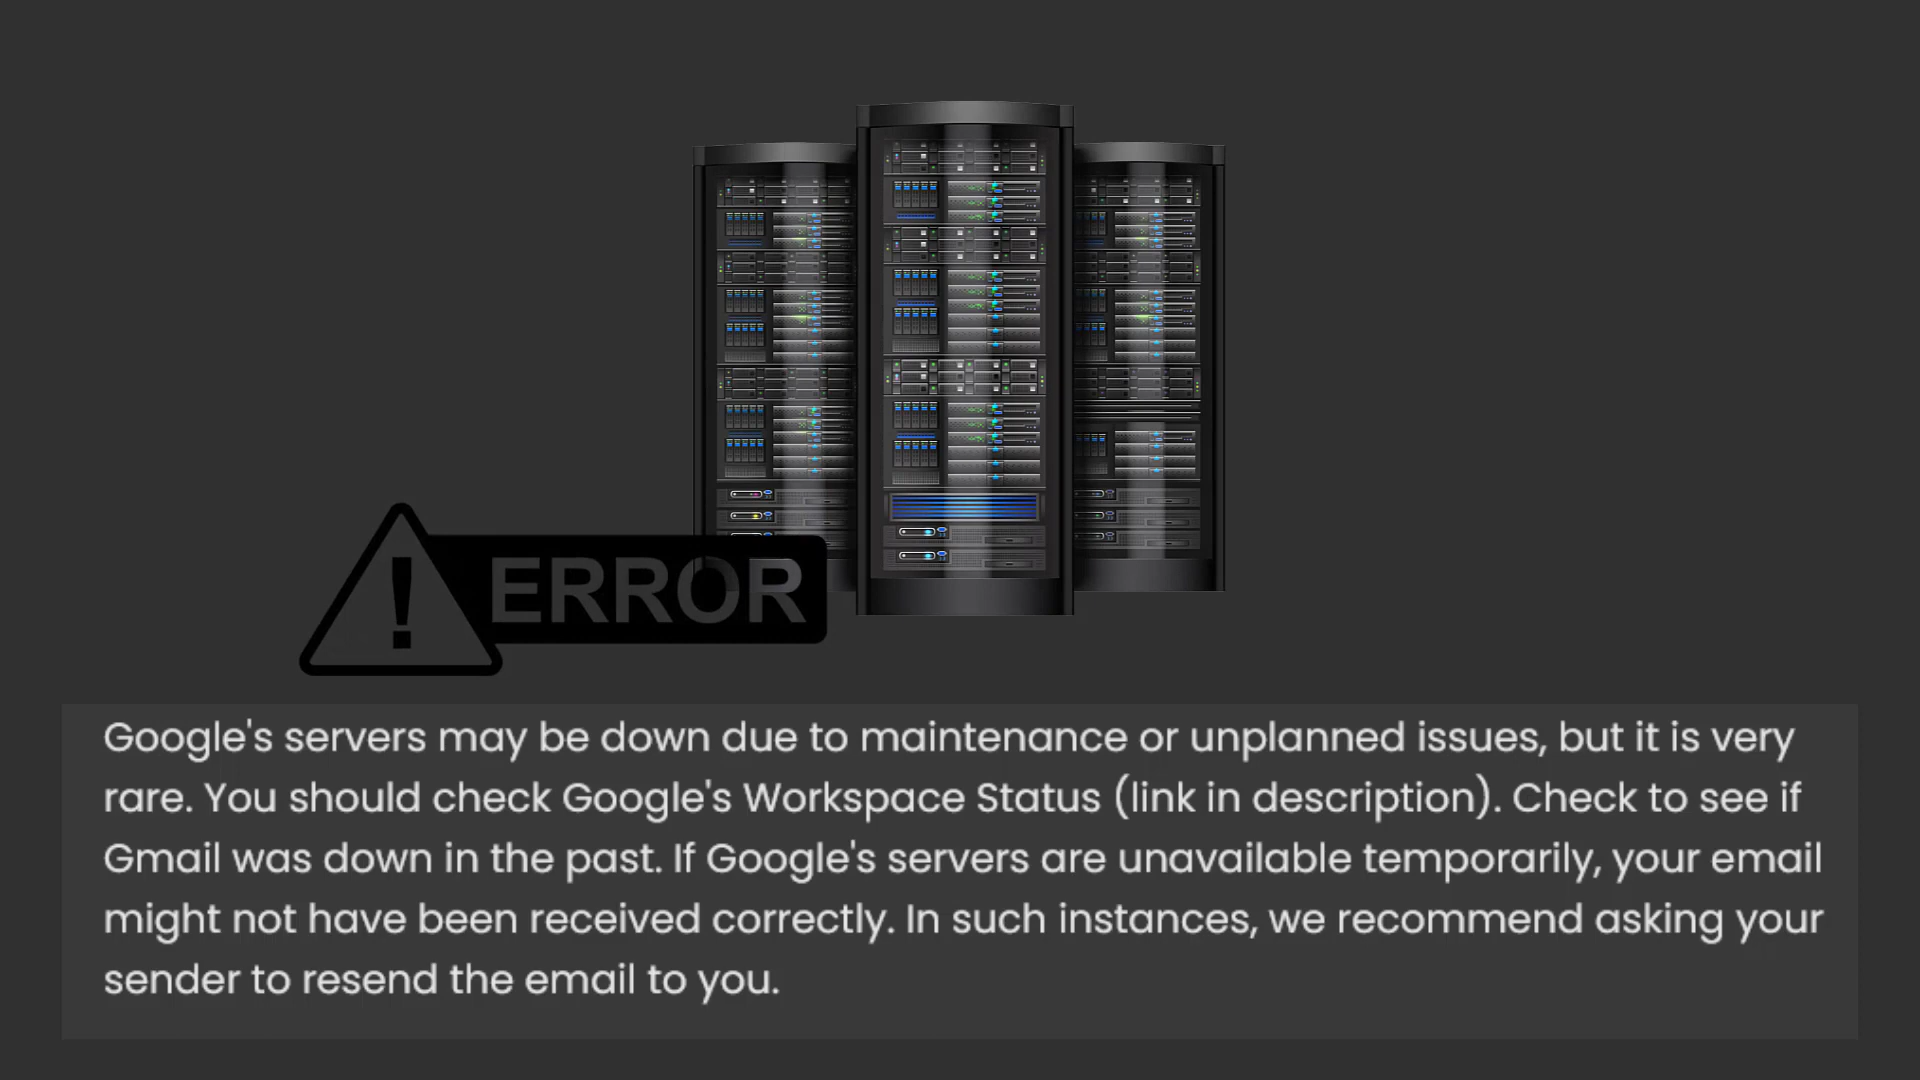 ! ERROR
Google's servers may be down due to maintenance or unplanned issues, but it is very
rare. You should check Google's Workspace Status (link in description). Check to see if
Gmail was down in the past. If Google's servers are unavailable temporarily, your email
might not have been received correctly. In such instances, we recommend asking your
sender to resend the email to you.